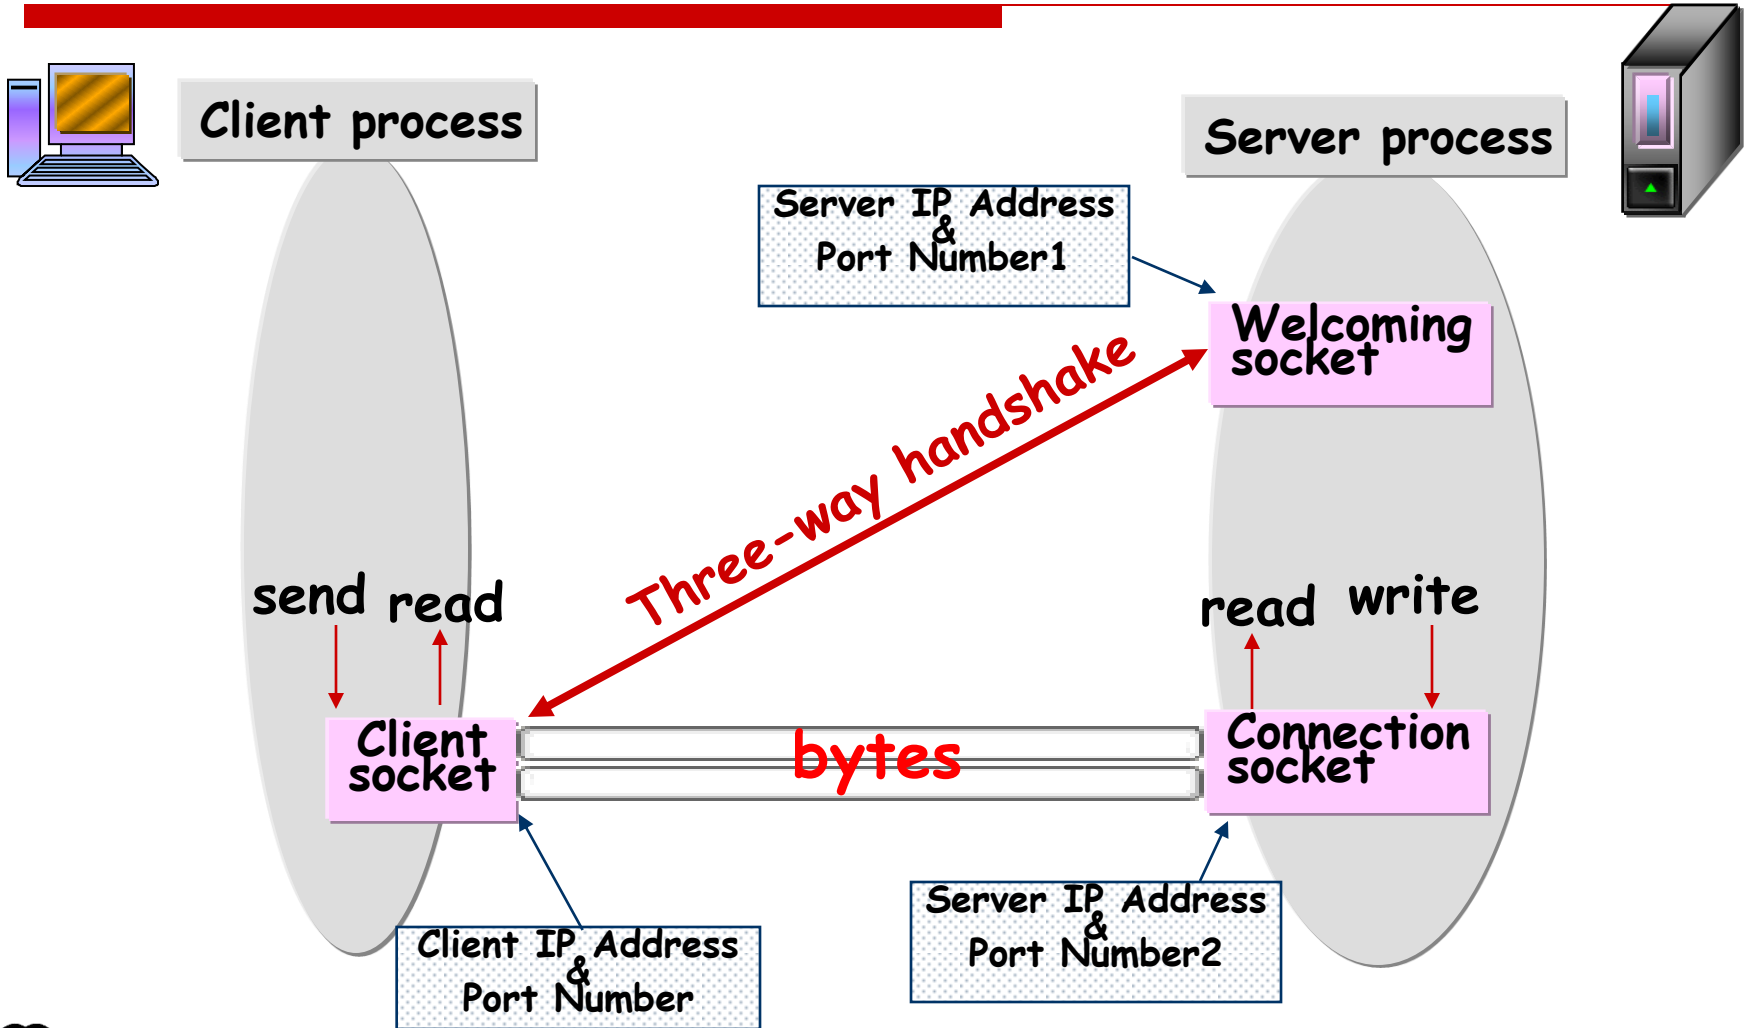 Client process
Server process
Server IP Address
&
Port Number1
Welcoming
socket
Three-way handshake
send
read
read
write
Client
socket
bytes
Connection
socket
Client IP Address
&
Port Number
Server IP Address
&
Port Number2